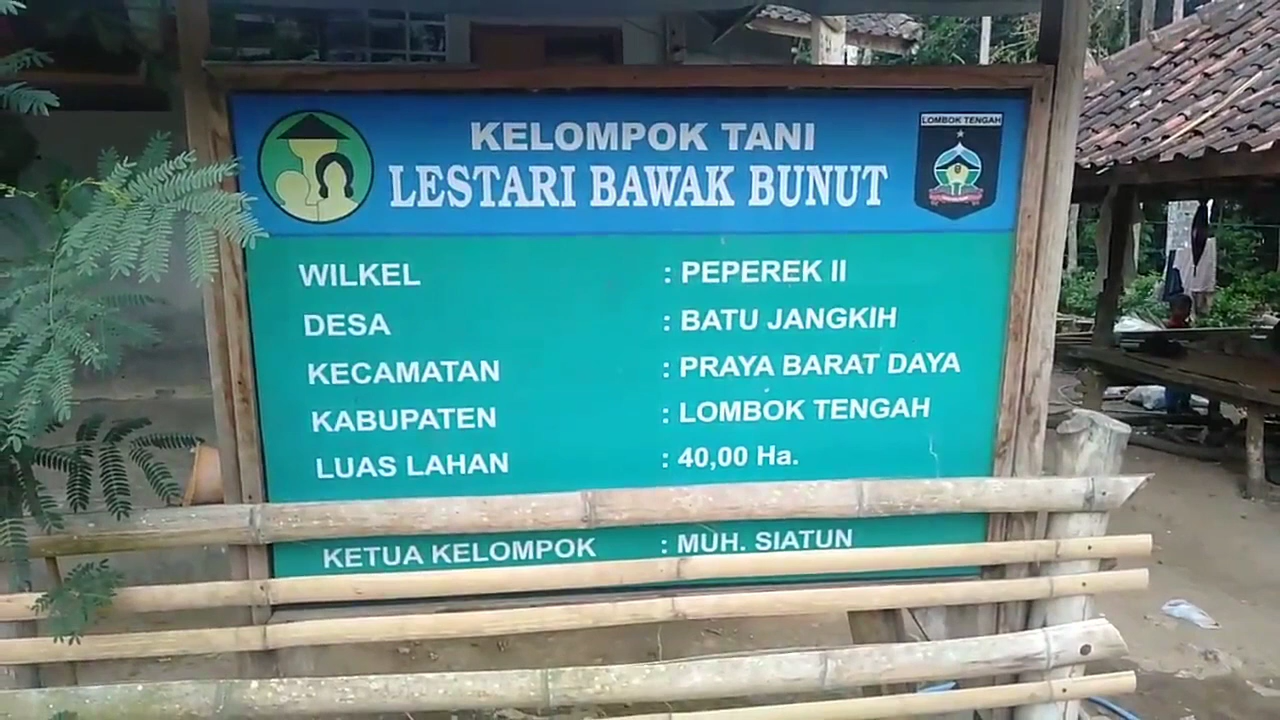 KELOMPOK TANI
LESTARI BAWAK BUNUT
LOMBOK TENGAH
WILKEL : PEPEREK II
DESA : BATU JANGKIH
KECAMATAN : PRAYA BARAT DAYA
KABUPATEN : LOMBOK TENGAH
LUAS LAHAN : 40,00 Ha.
KETUA KELOMPOK : MUH. SIATUN